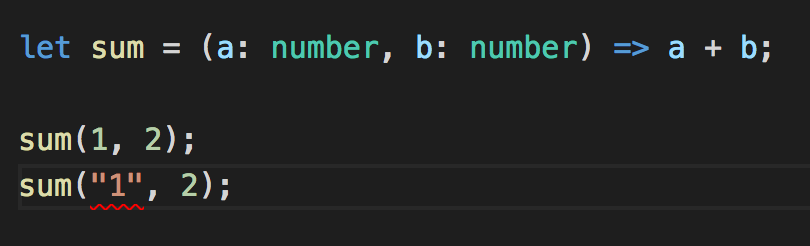 let sum = (a: number, b: number) => a + b;
sum(1, 2);
sum("1", 2);